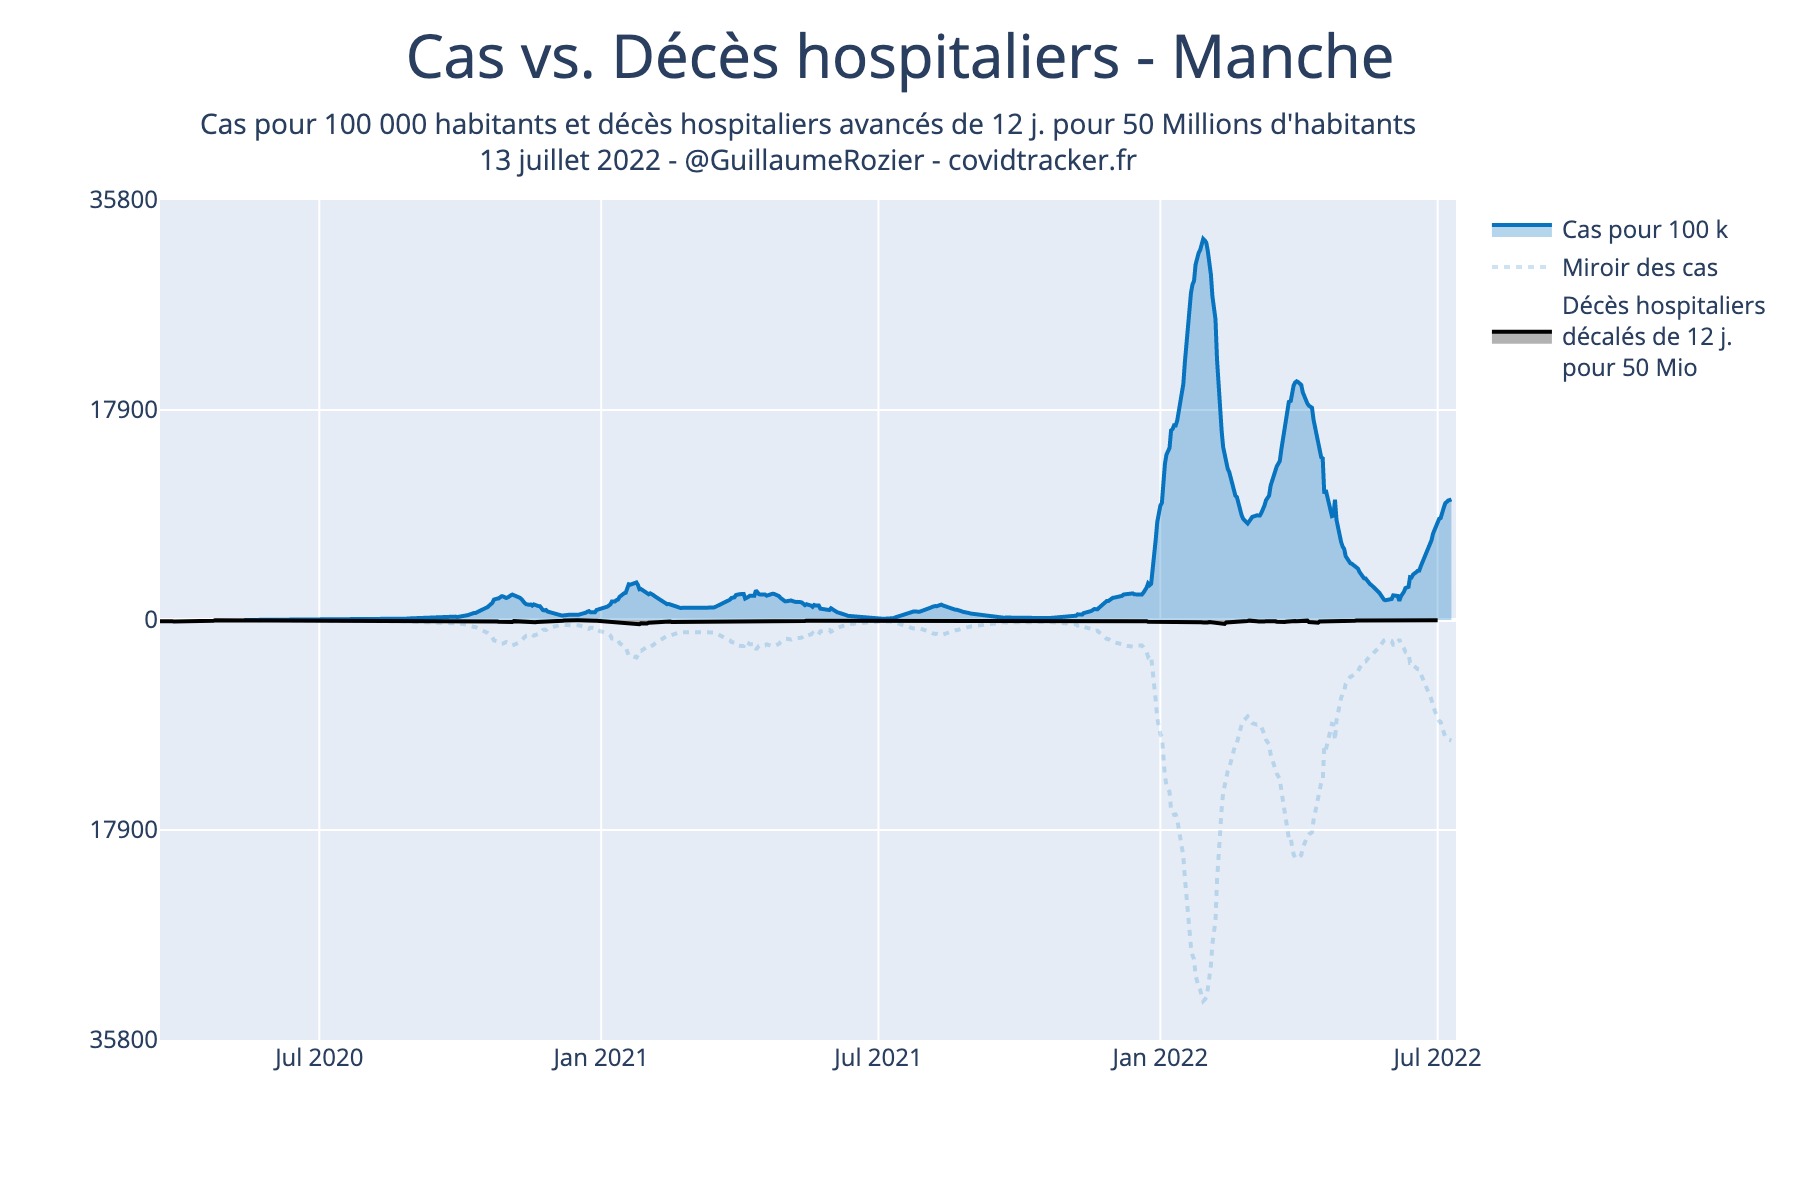 Cas vs. Décès hospitaliers - Manche
Cas pour 100 000 habitants et décès hospitaliers avancés de 12 j. pour 50 Millions d'habitants
13 juillet 2022 - @GuillaumeRozier - covidtracker.fr
35800
17900
0
17900
35800
Jul 2020
Jan 2021
Jul 2021
Jan 2022
Jul 2022
Cas pour 100 k
Miroir des cas
Décès hospitaliers
décalés de 12 j.
pour 50 Mio